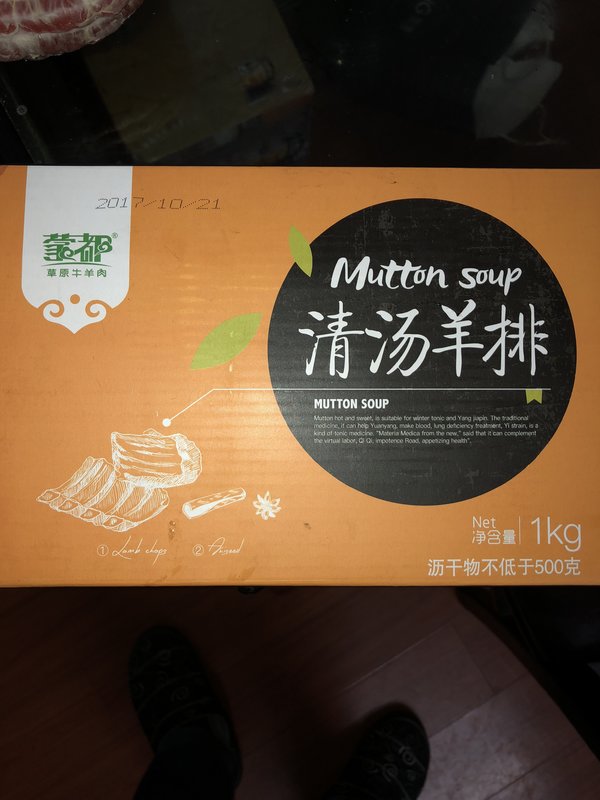 2017/10/21
蒙都®
草原牛羊肉
Mutton soup
清汤羊排
MUTTON SOUP
Mutton hot and sweet, is suitable for winter tonic and Yang jiapin. The traditional
medicine, it can help Yuanyang, make blood, lung deficiency treatment, Yi strain, is a
kind of tonic medicine. "Materia Medica from the new," said that it can complement
the virtual labor, Qi Qi, impotence Road, appetizing health".
① Lamb chops ② Anseed
Net
净含量 1kg
沥干物不低于500克